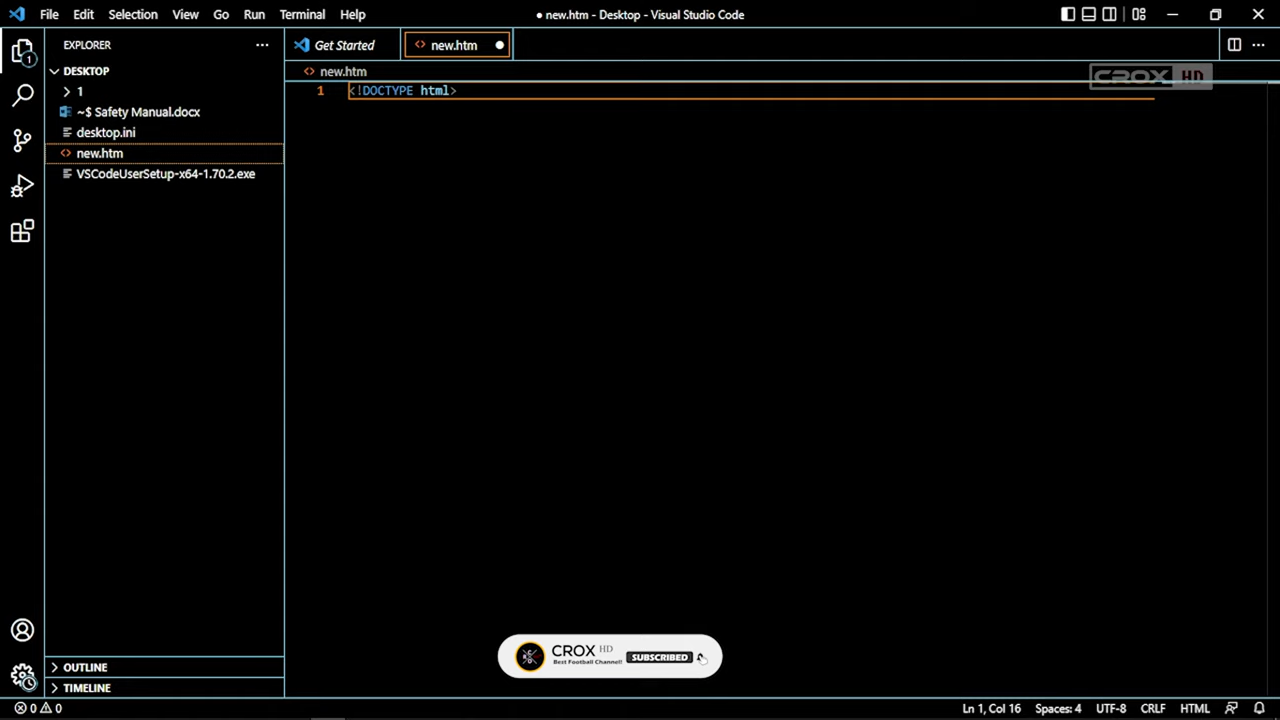 File Edit Selection View Go Run Terminal Help
● new.htm - Desktop - Visual Studio Code
EXPLORER
DESKTOP
1
~$ Safety Manual.docx
desktop.ini
new.htm
VSCodeUserSetup-x64-1.70.2.exe
OUTLINE
TIMELINE
1
Get Started
new.htm
new.htm
CROX HD
1 <!DOCTYPE html>
CROX HD
Best Football Channel!
SUBSCRIBED
0 0
Ln 1, Col 16 Spaces: 4 UTF-8 CRLF HTML